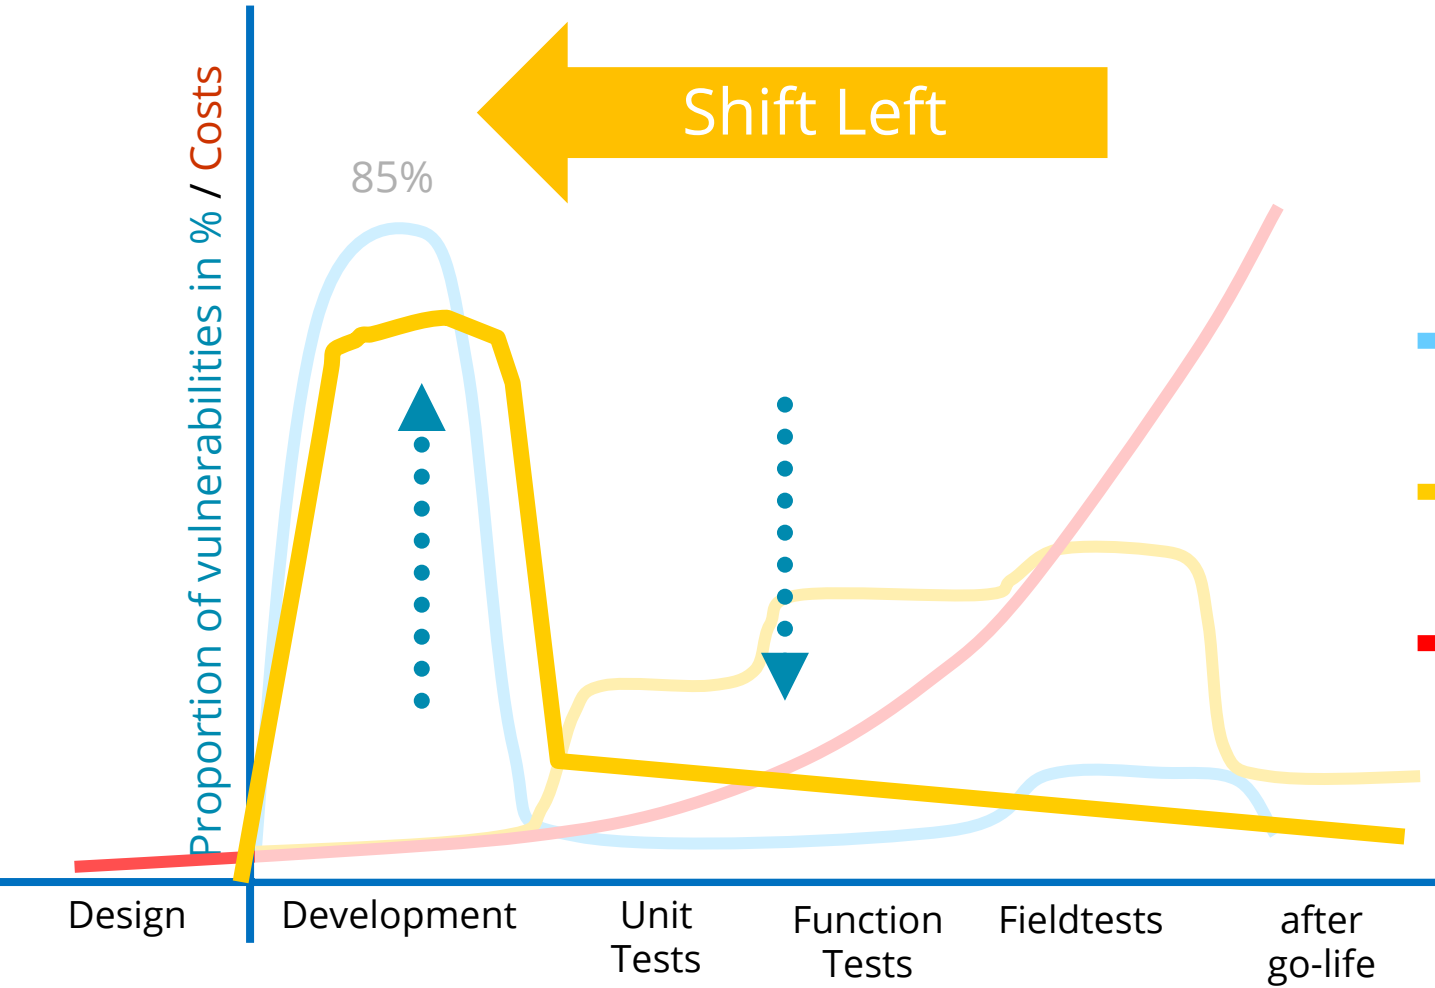 Shift Left
85%
Proportion of vulnerabilities in % / Costs
Design
Development
Unit
Tests
Function
Tests
Fieldtests
after
go-life